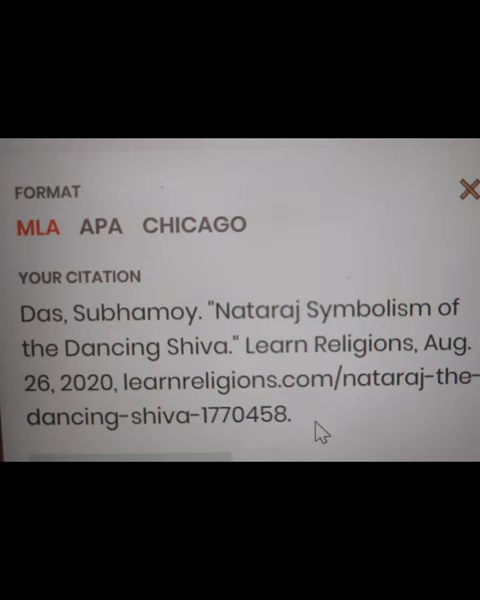 FORMAT
MLA APA CHICAGO
YOUR CITATION
Das, Subhamoy. "Nataraj Symbolism of
the Dancing Shiva." Learn Religions, Aug.
26, 2020, learnreligions.com/nataraj-the-
dancing-shiva-1770458.